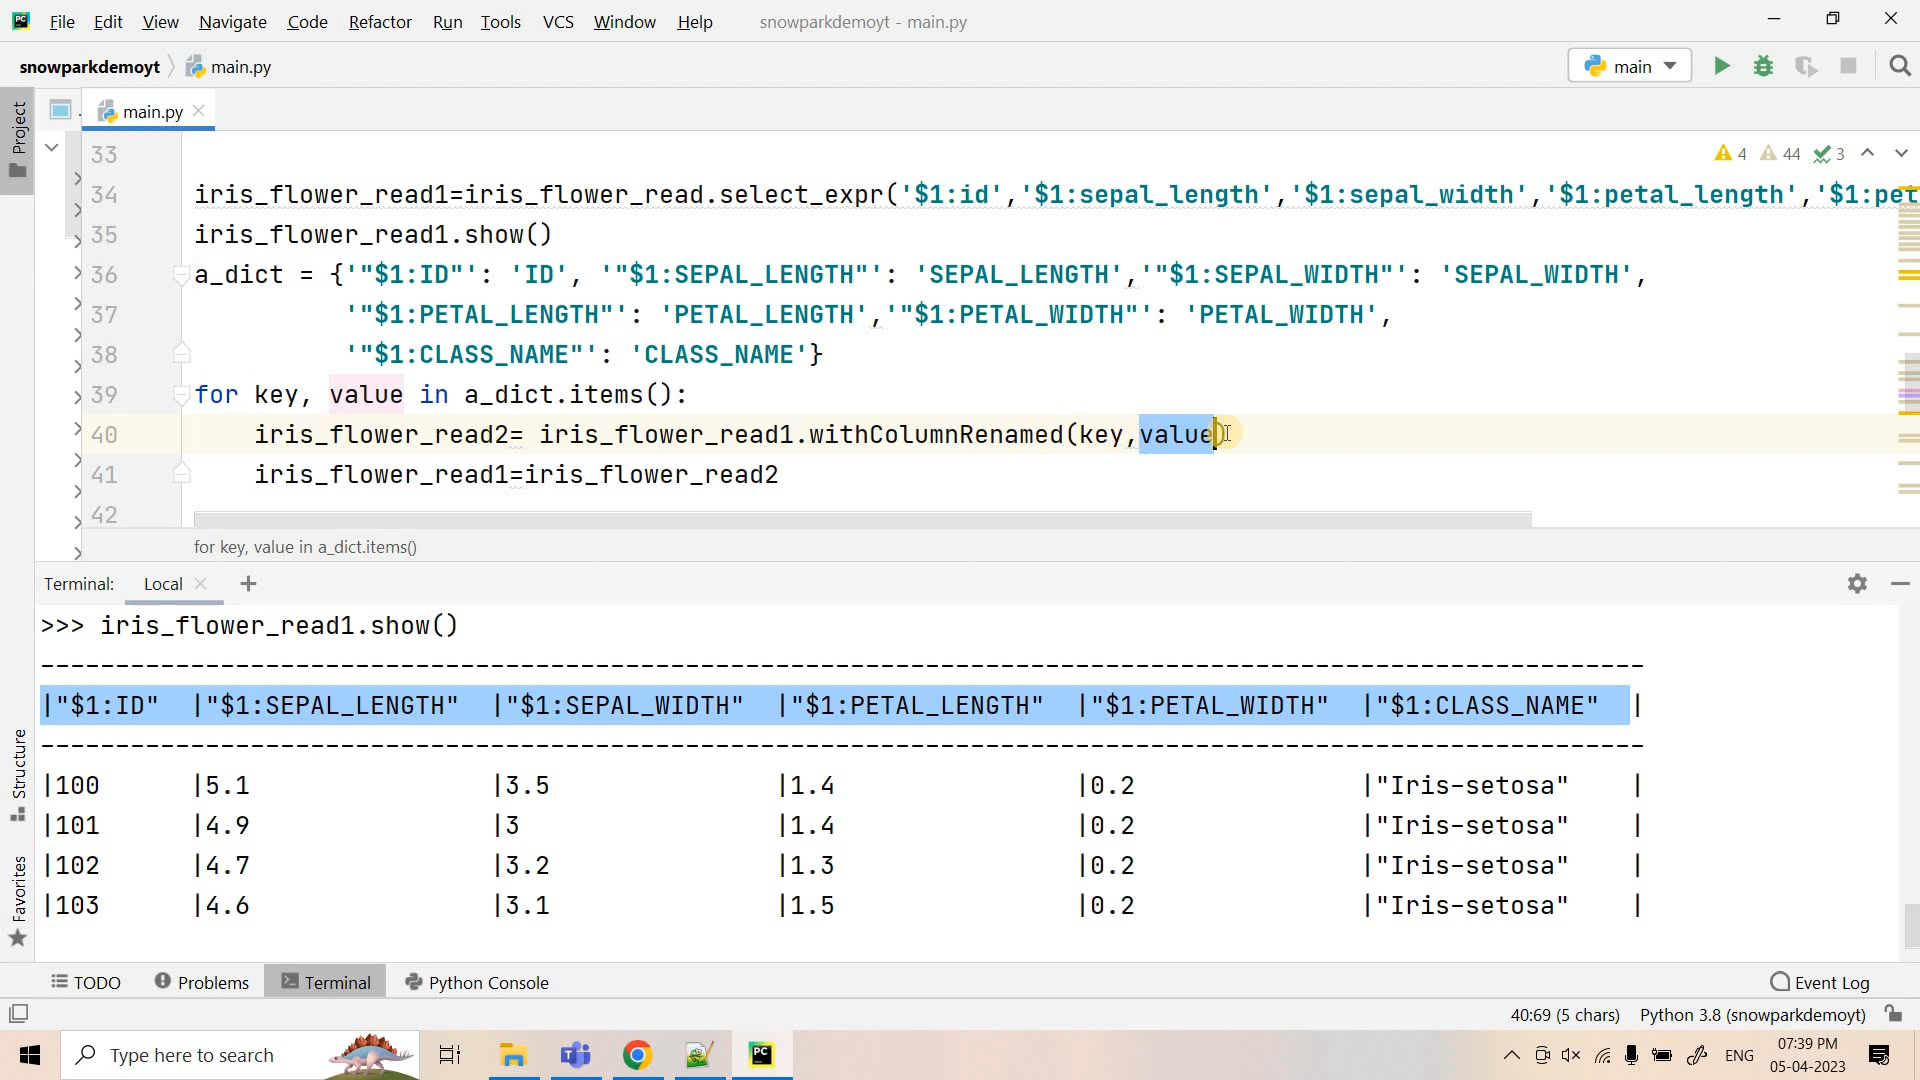 PC File Edit View Navigate Code Refactor Run Tools VCS Window Help snowparkdemoyt - main.py
snowparkdemoyt main.py main
Project
main.py
33
4 44 3
34 iris_flower_read1=iris_flower_read.select_expr('$1:id','$1:sepal_length','$1:sepal_width','$1:petal_length','$1:pet
35 iris_flower_read1.show()
36 a_dict = {'"$1:ID"': 'ID', '"$1:SEPAL_LENGTH"': 'SEPAL_LENGTH','"$1:SEPAL_WIDTH"': 'SEPAL_WIDTH',
37 '"$1:PETAL_LENGTH"': 'PETAL_LENGTH','"$1:PETAL_WIDTH"': 'PETAL_WIDTH',
38 '"$1:CLASS_NAME"': 'CLASS_NAME'}
39 for key, value in a_dict.items():
40 iris_flower_read2= iris_flower_read1.withColumnRenamed(key,value)
41 iris_flower_read1=iris_flower_read2
42
for key, value in a_dict.items()
Terminal: Local
>>> iris_flower_read1.show()
-----------------------------------------------------------------------------------------------------------
|"$1:ID"  |"$1:SEPAL_LENGTH"  |"$1:SEPAL_WIDTH"  |"$1:PETAL_LENGTH"  |"$1:PETAL_WIDTH"  |"$1:CLASS_NAME"  |
-----------------------------------------------------------------------------------------------------------
|100      |5.1                |3.5               |1.4                |0.2               |"Iris-setosa"    |
|101      |4.9                |3                 |1.4                |0.2               |"Iris-setosa"    |
|102      |4.7                |3.2               |1.3                |0.2               |"Iris-setosa"    |
|103      |4.6                |3.1               |1.5                |0.2               |"Iris-setosa"    |
Structure
Favorites
TODO Problems Terminal Python Console Event Log
40:69 (5 chars) Python 3.8 (snowparkdemoyt)
Type here to search PC ENG 07:39 PM
05-04-2023